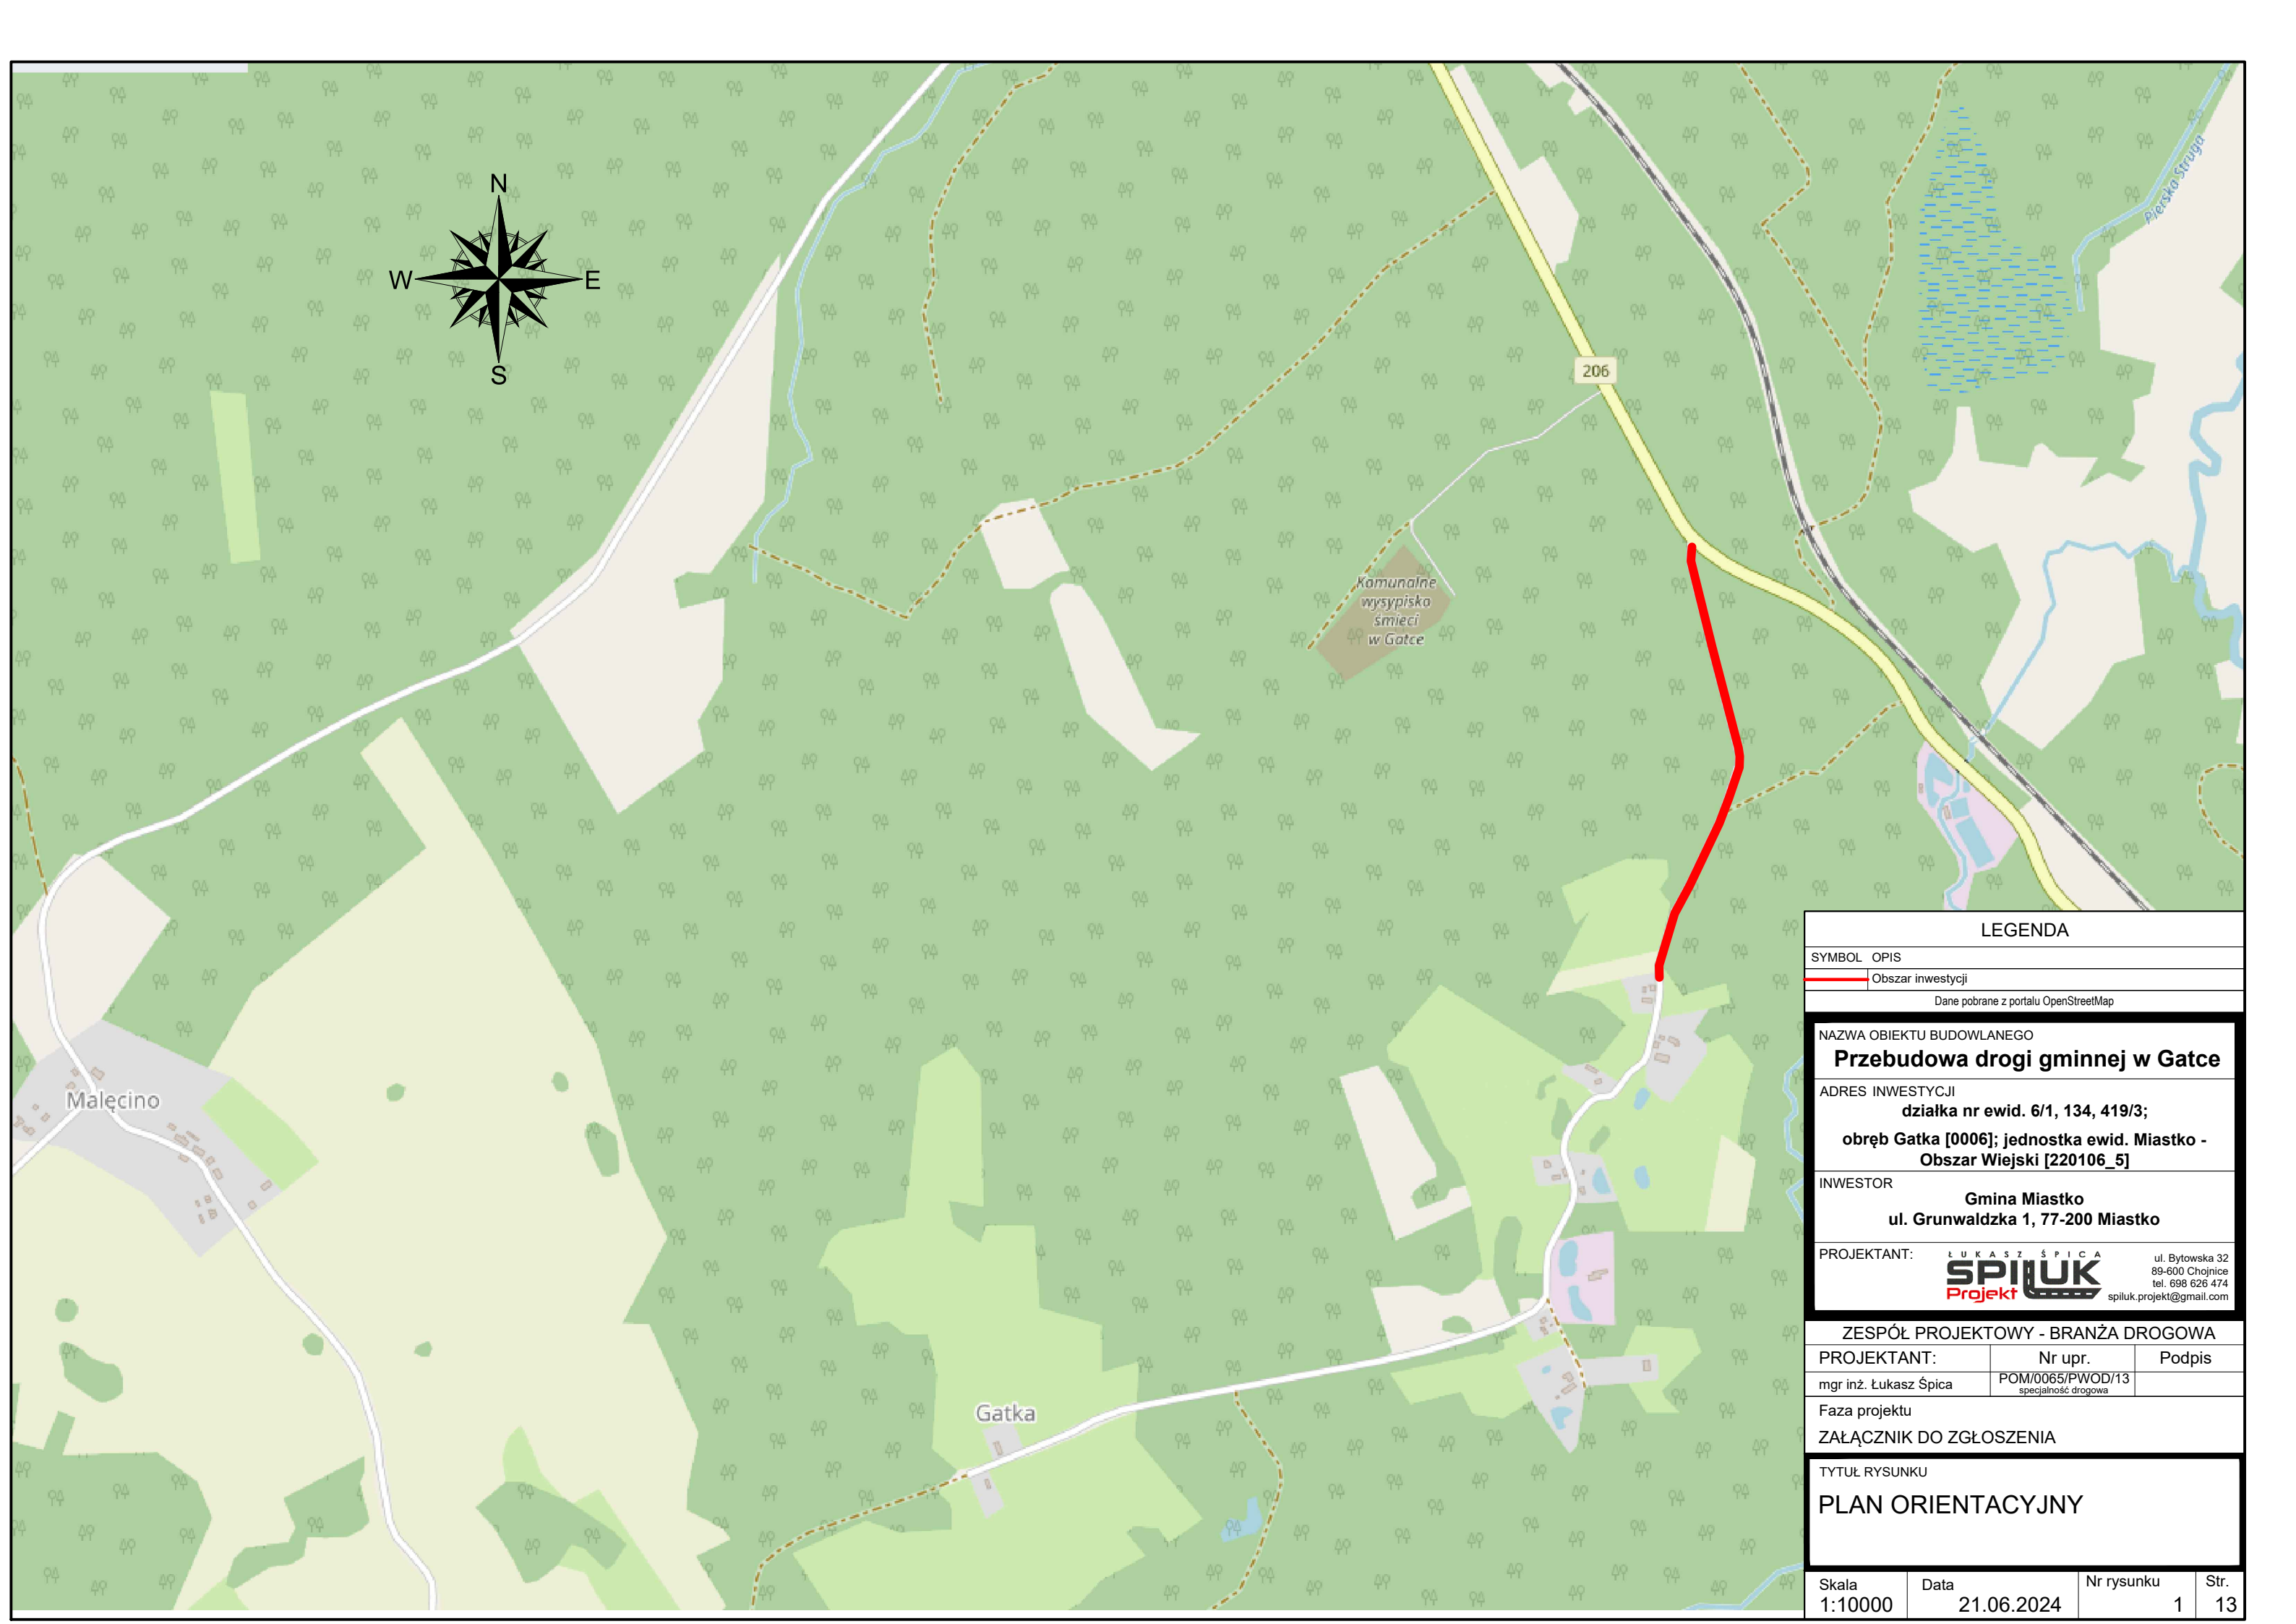 N
W
E
S
206
Pierska Struga
Komunalne
wysypisko
śmieci
w Gatce
Malęcino
Gatka
LEGENDA
SYMBOL OPIS
Obszar inwestycji
Dane pobrane z portalu OpenStreetMap
NAZWA OBIEKTU BUDOWLANEGO
Przebudowa drogi gminnej w Gatce
ADRES INWESTYCJI
działka nr ewid. 6/1, 134, 419/3;
obręb Gatka [0006]; jednostka ewid. Miastko -
Obszar Wiejski [220106_5]
INWESTOR
Gmina Miastko
ul. Grunwaldzka 1, 77-200 Miastko
PROJEKTANT:
ŁUKASZ ŚPICA
SPILUK
Projekt
ul. Bytowska 32
89-600 Chojnice
tel. 698 626 474
spiluk.projekt@gmail.com
ZESPÓŁ PROJEKTOWY - BRANŻA DROGOWA
PROJEKTANT: Nr upr. Podpis
mgr inż. Łukasz Śpica POM/0065/PWOD/13
specjalność drogowa
Faza projektu
ZAŁĄCZNIK DO ZGŁOSZENIA
TYTUŁ RYSUNKU
PLAN ORIENTACYJNY
Skala Data Nr rysunku Str.
1:10000 21.06.2024 1 13